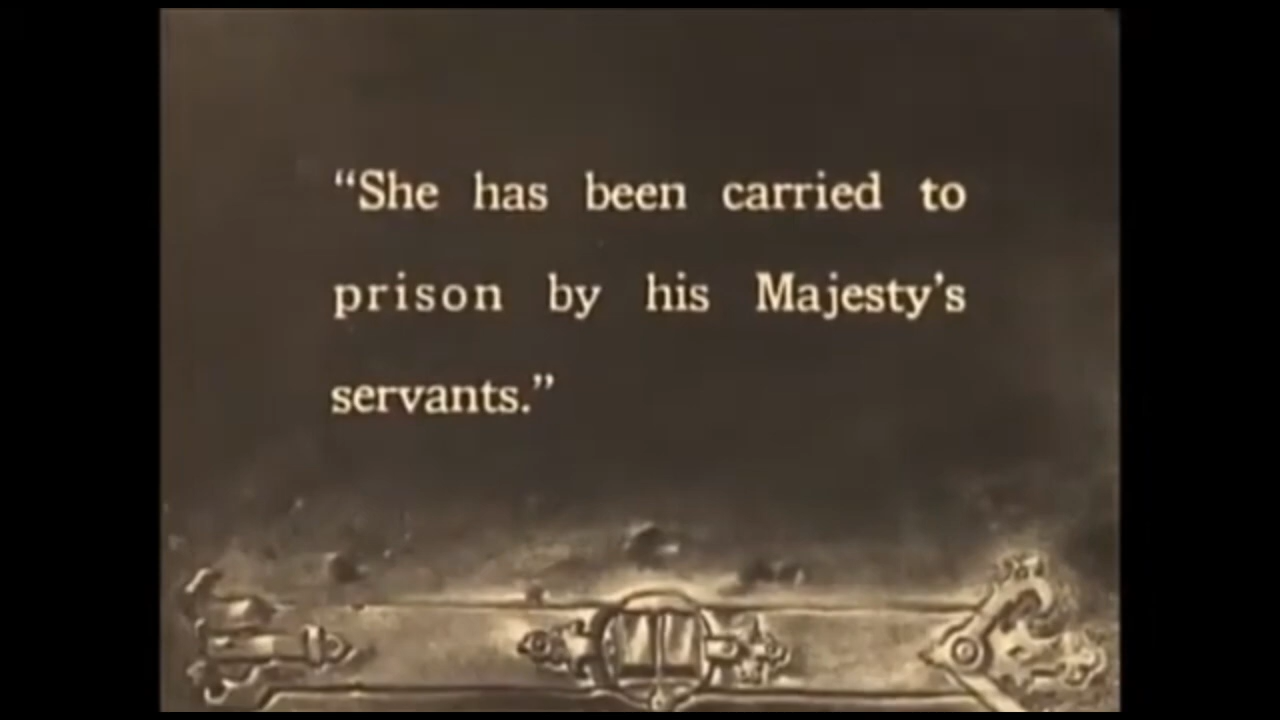 “She has been carried to
prison by his Majesty’s
servants.”